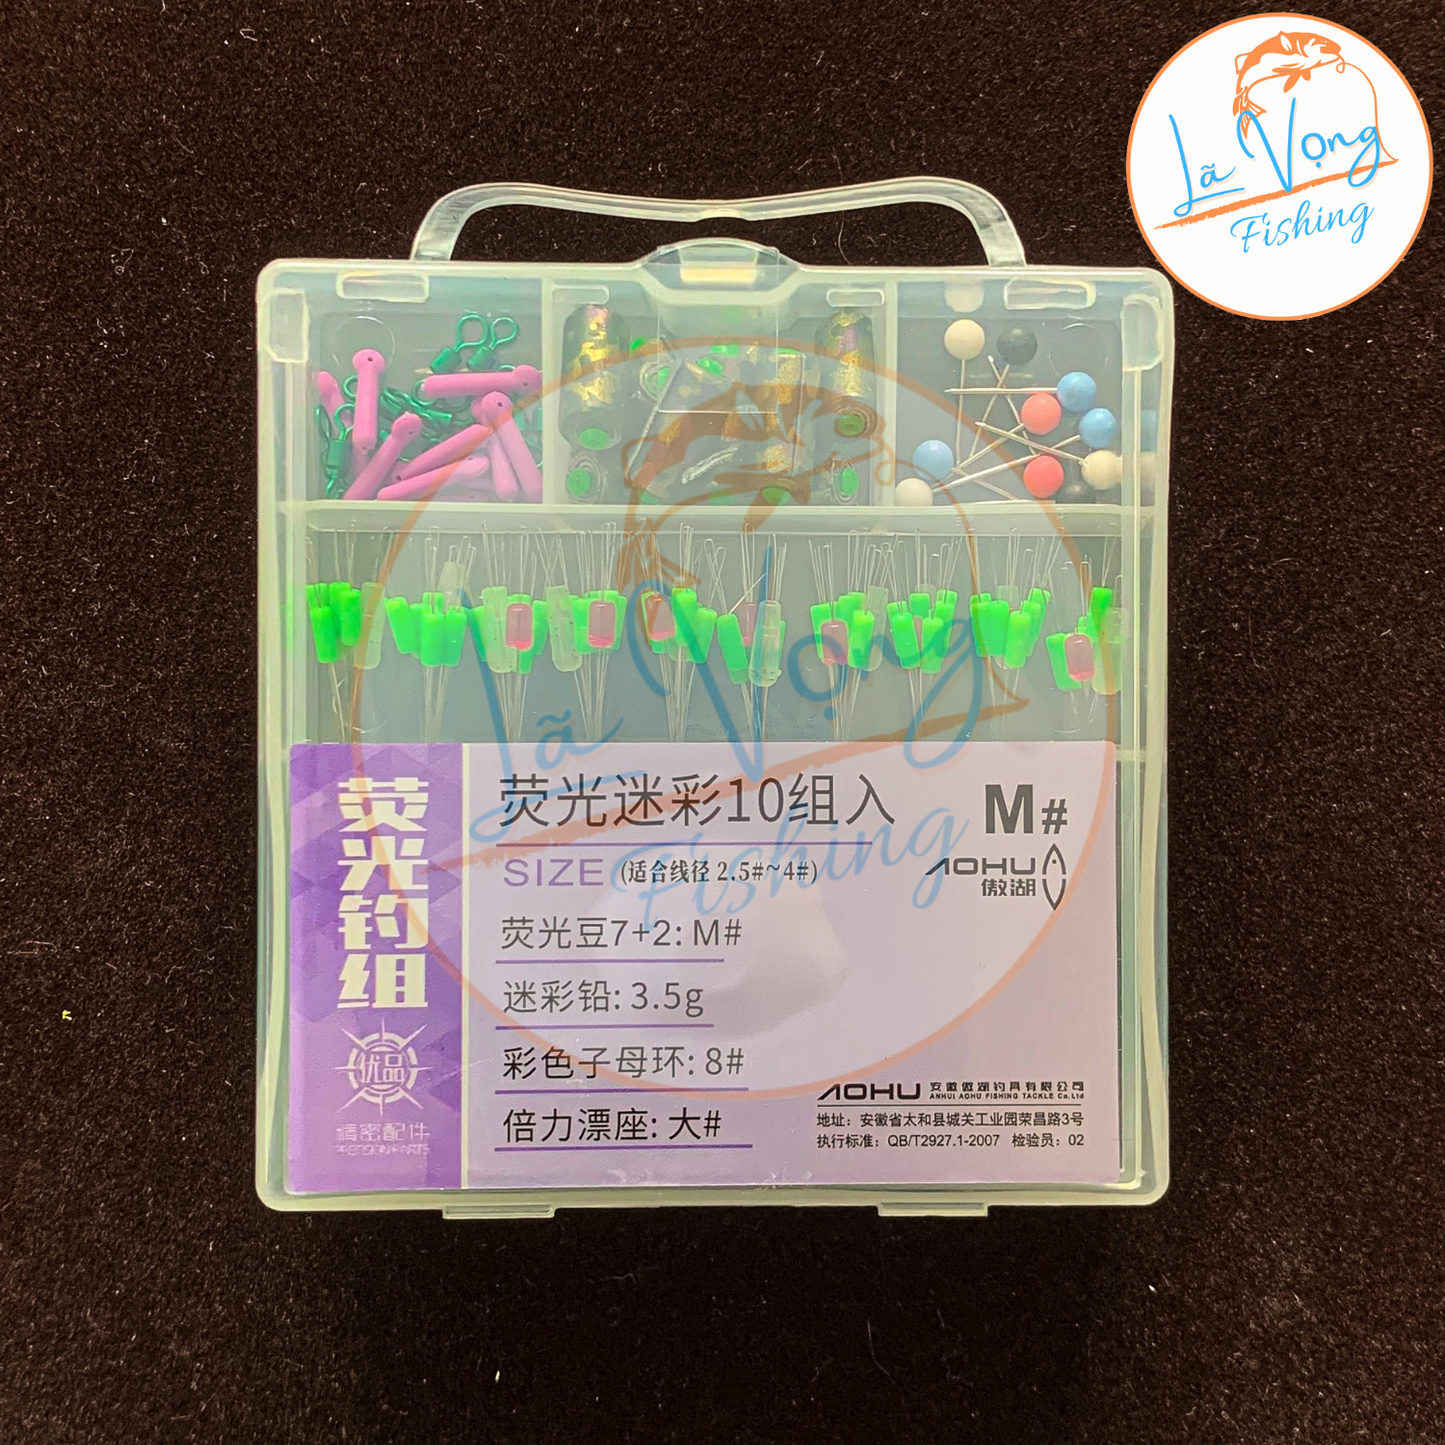 Lã Vọng
Fishing
荧光钓组
优品
精密配件
PRECISION PARTS
荧光迷彩10组入
M#
SIZE (适合线径 2.5#~4#)
AOHU
傲湖
荧光豆7+2: M#
迷彩铅: 3.5g
彩色子母环: 8#
倍力漂座: 大#
AOHU 安徽傲湖钓具有限公司
ANHUI AOHU FISHING TACKLE Co.Ltd
地址：安徽省太和县城关工业园荣昌路3号
执行标准：QB/T2927.1-2007 检验员：02
Lã Vọng
Fishing